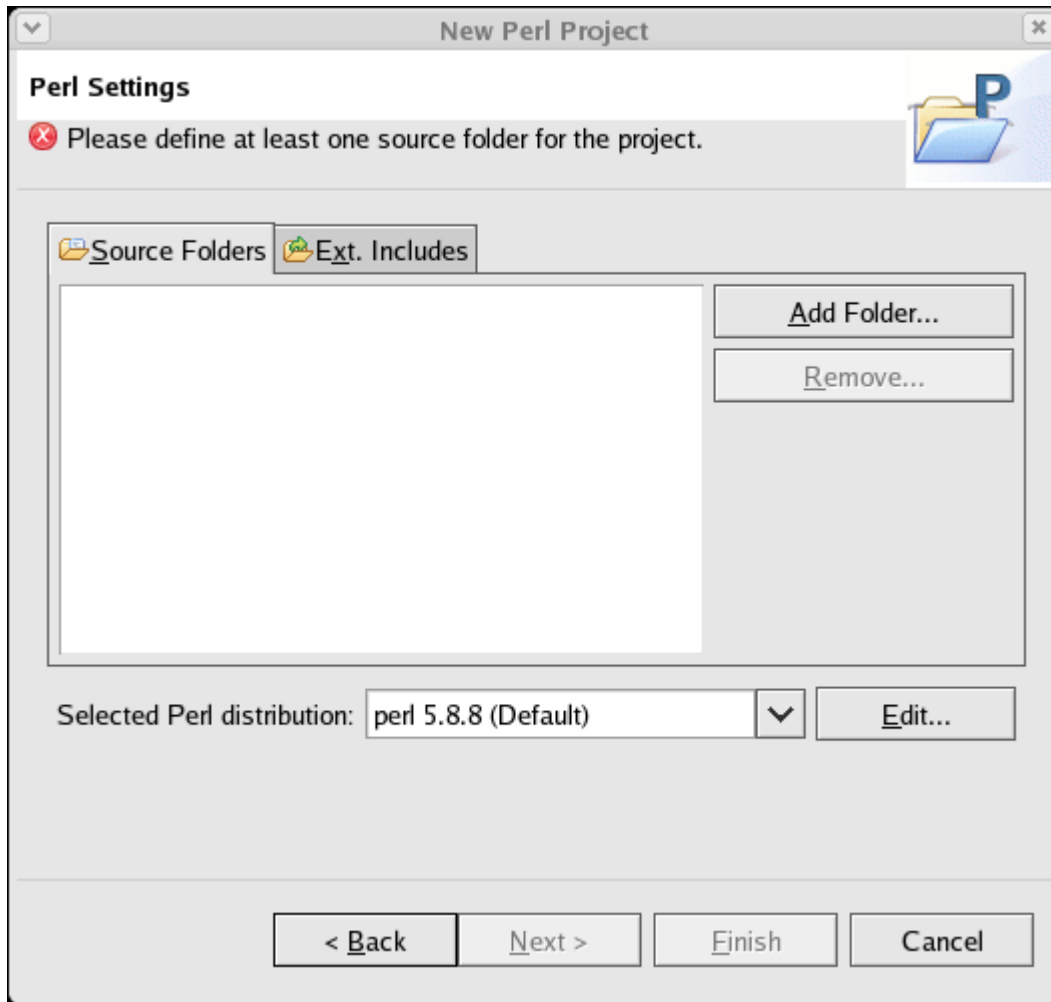 New Perl Project
Perl Settings
Please define at least one source folder for the project.
Source Folders
Ext. Includes
Add Folder...
Remove...
Selected Perl distribution: perl 5.8.8 (Default) Edit...
< Back Next > Finish Cancel